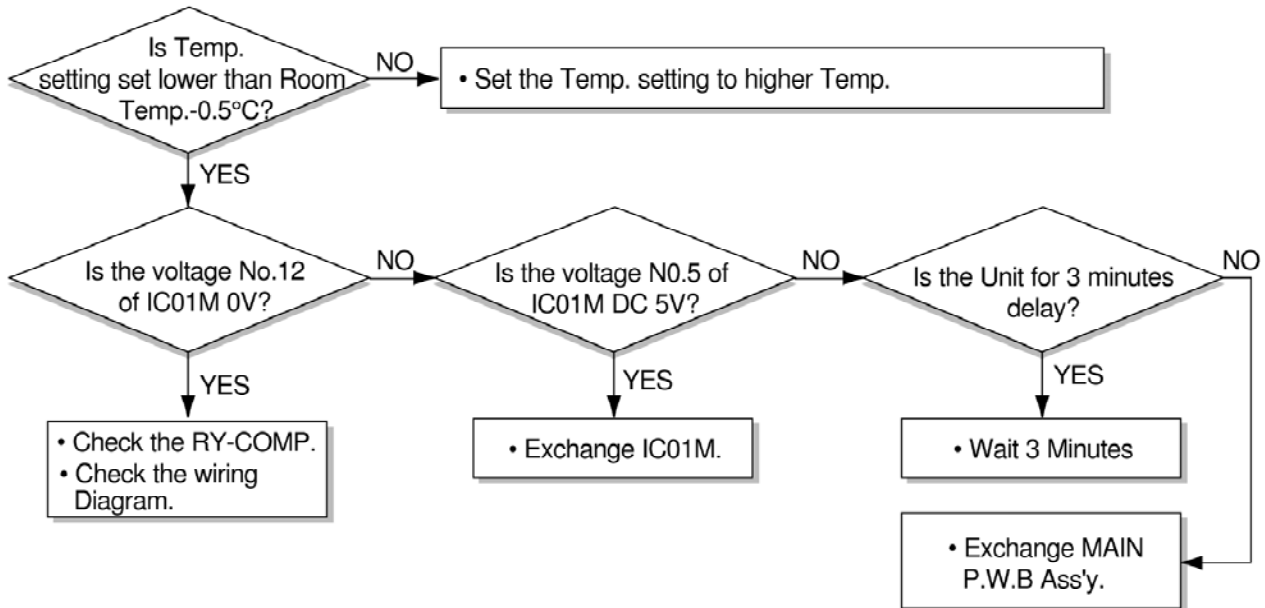 Is Temp.
setting set lower than Room
Temp.-0.5°C?
NO
• Set the Temp. setting to higher Temp.
YES
Is the voltage No.12
of IC01M 0V?
NO
Is the voltage N0.5 of
IC01M DC 5V?
NO
Is the Unit for 3 minutes
delay?
NO
YES
• Check the RY-COMP.
• Check the wiring
Diagram.
YES
• Exchange IC01M.
YES
• Wait 3 Minutes
• Exchange MAIN
P.W.B Ass'y.